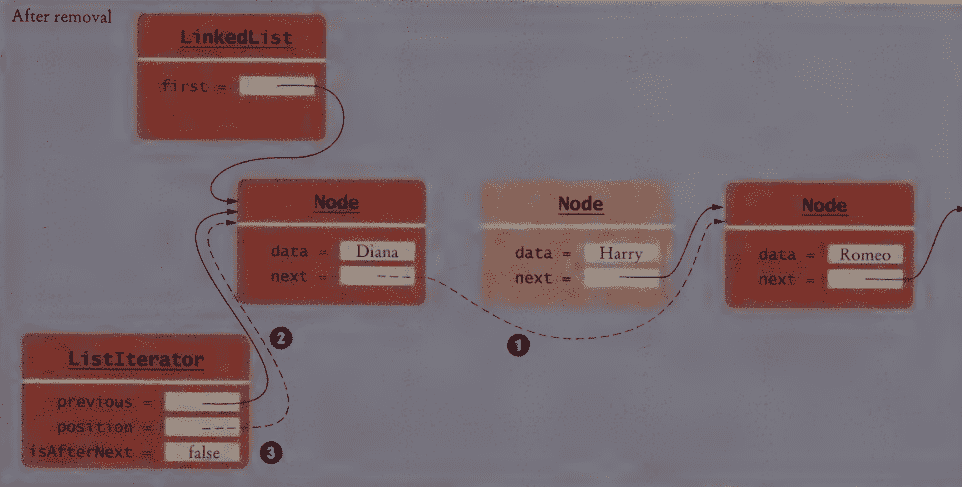 After removal
LinkedList
first =
Node
data = Diana
next =
Node
data = Harry
next =
Node
data = Romeo
next =
1
2
ListIterator
previous =
position =
isAfterNext = false
3